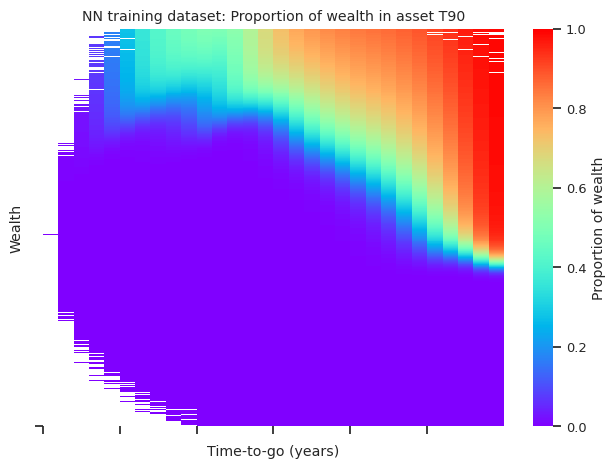 NN training dataset: Proportion of wealth in asset T90
Wealth
Time-to-go (years)
1.0
0.8
0.6
0.4
0.2
0.0
Proportion of wealth